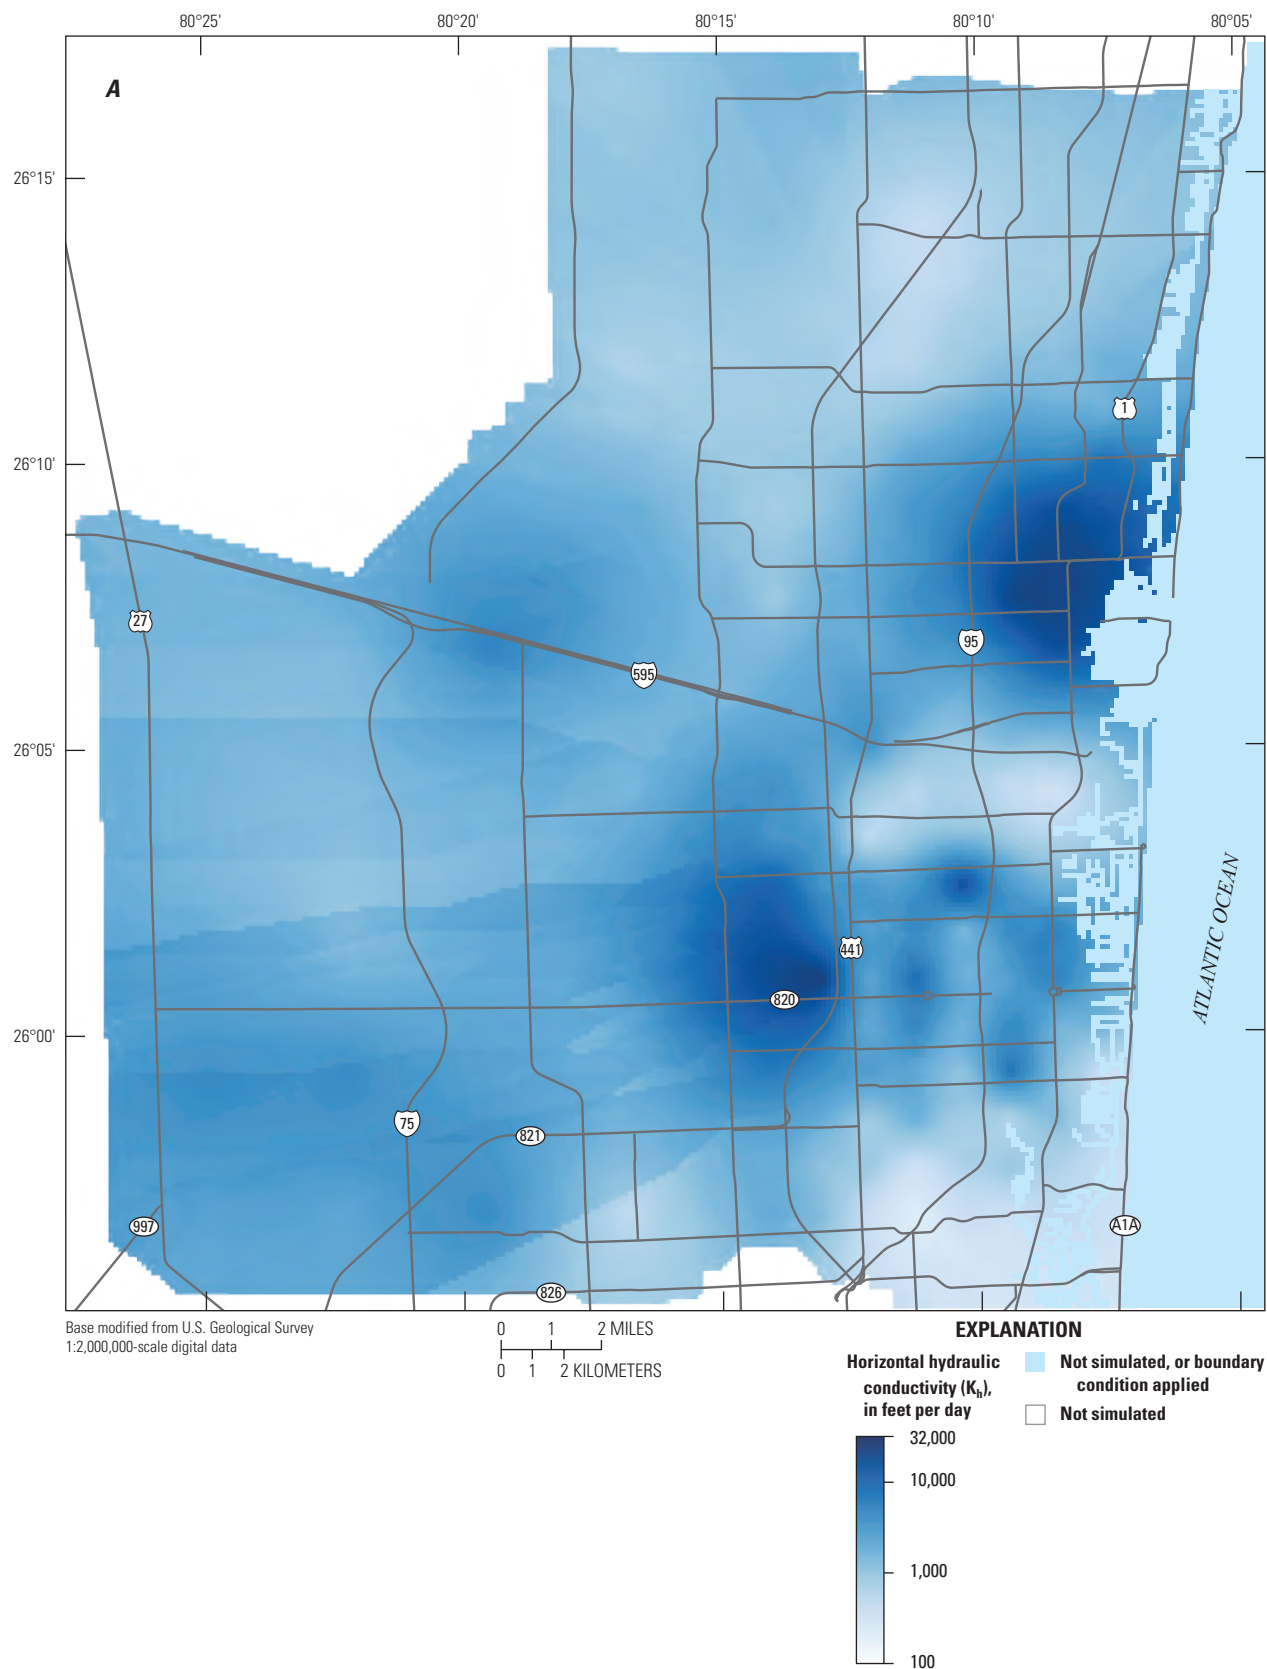 80°25' 80°20' 80°15' 80°10' 80°05'
A
26°15'
1
26°10'
27
95
595
26°05'
ATLANTIC OCEAN
441
820
26°00'
75
821
997
A1A
826
Base modified from U.S. Geological Survey
1:2,000,000-scale digital data
0 1 2 MILES
0 1 2 KILOMETERS
EXPLANATION
Horizontal hydraulic
conductivity (Kh),
in feet per day
32,000
10,000
1,000
100
Not simulated, or boundary
condition applied
Not simulated